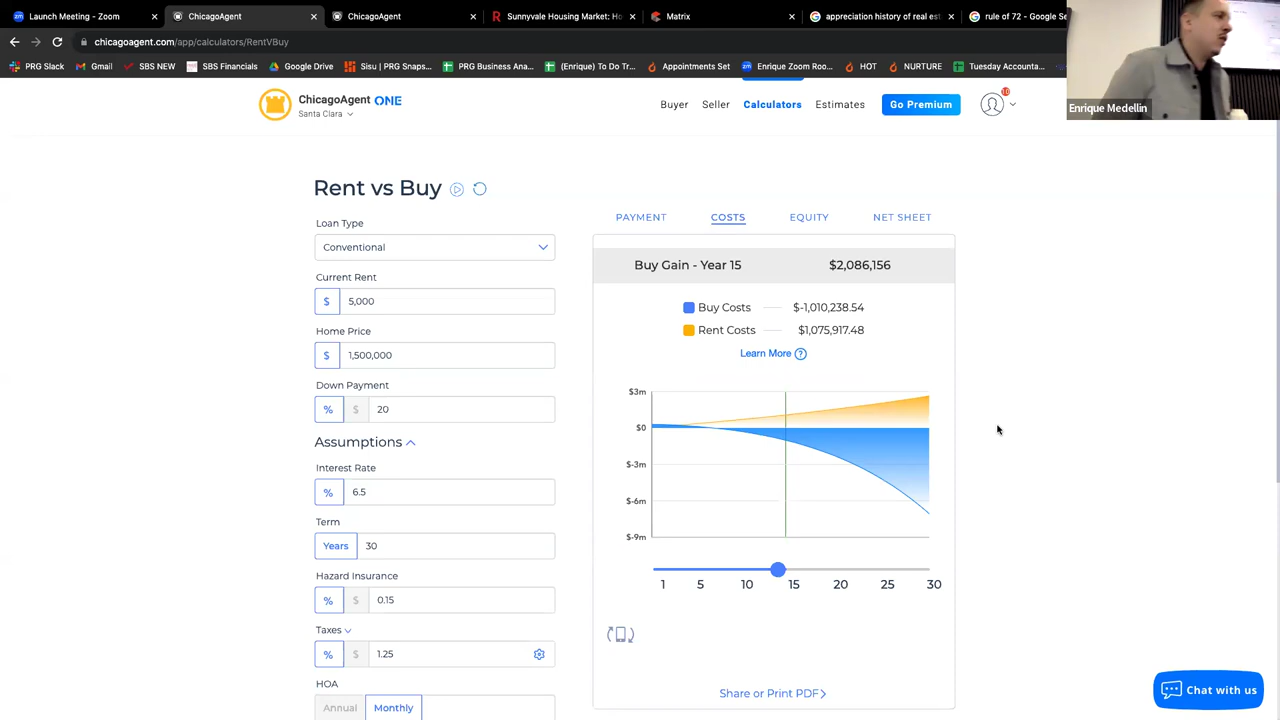 Launch Meeting - Zoom
ChicagoAgent
ChicagoAgent
Sunnyvale Housing Market: Ho
Matrix
appreciation history of real est
rule of 72 - Google Se
chicagoagent.com/app/calculators/RentVBuy
PRG Slack
Gmail
SBS NEW
SBS Financials
Google Drive
Sisu | PRG Snaps...
PRG Business Ana...
(Enrique) To Do Tr...
Enrique Zoom Roo...
Appointments Set
HOT
NURTURE
Tuesday Accounta...
Enrique Medellin
ChicagoAgent ONE
Santa Clara
Buyer
Seller
Calculators
Estimates
Go Premium
10
Rent vs Buy
Loan Type
Conventional
Current Rent
$ 5,000
Home Price
$ 1,500,000
Down Payment
% $ 20
Assumptions
Interest Rate
% 6.5
Term
Years 30
Hazard Insurance
% $ 0.15
Taxes
% $ 1.25
HOA
Annual Monthly
PAYMENT
COSTS
EQUITY
NET SHEET
Buy Gain - Year 15 $2,086,156
Buy Costs $-1,010,238.54
Rent Costs $1,075,917.48
Learn More ?
$3m
$0
$-3m
$-6m
$-9m
1 5 10 15 20 25 30
Share or Print PDF
Chat with us